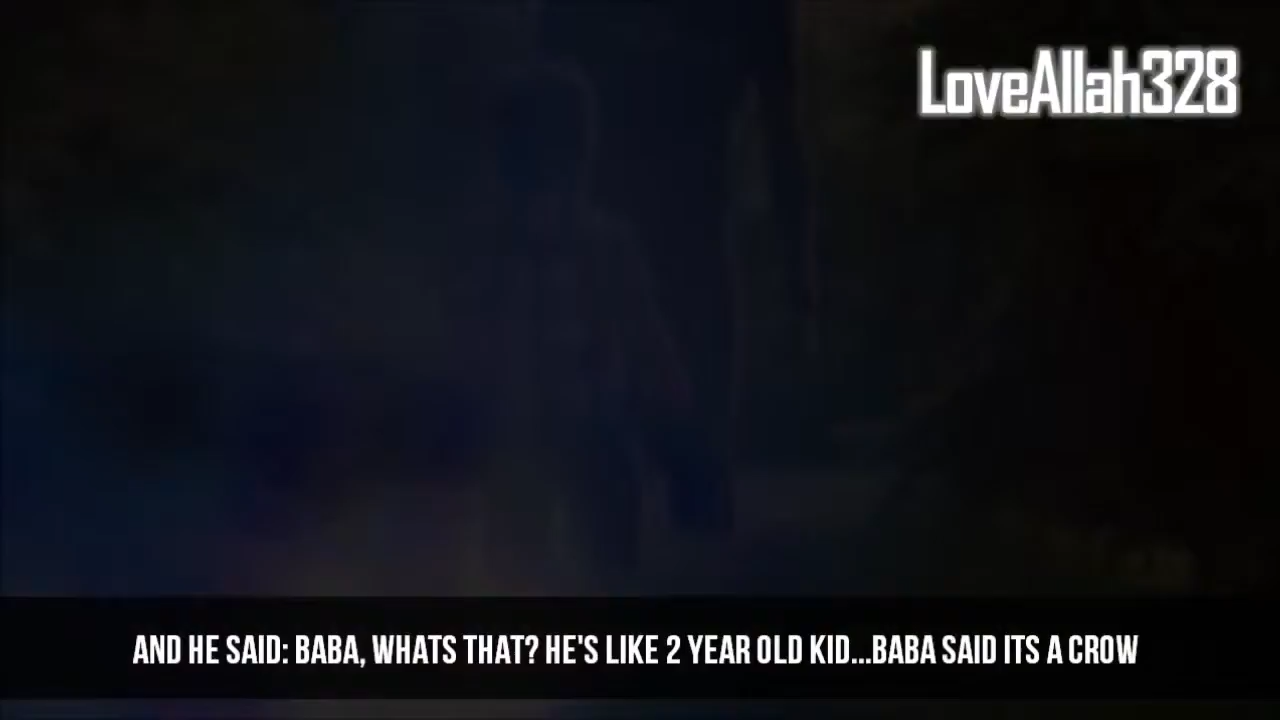 LoveAllah328
AND HE SAID: BABA, WHATS THAT? HE'S LIKE 2 YEAR OLD KID...BABA SAID ITS A CROW